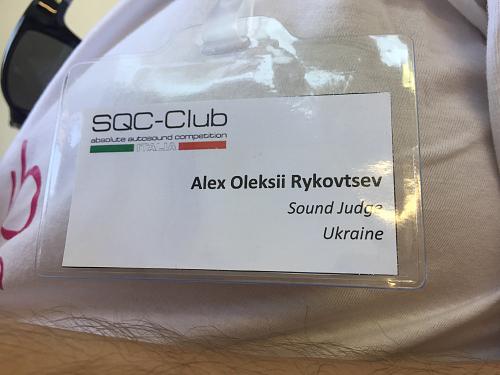 SQC-Club
absolute autosound competition
ITALIA
Alex Oleksii Rykovtsev
Sound Judge
Ukraine